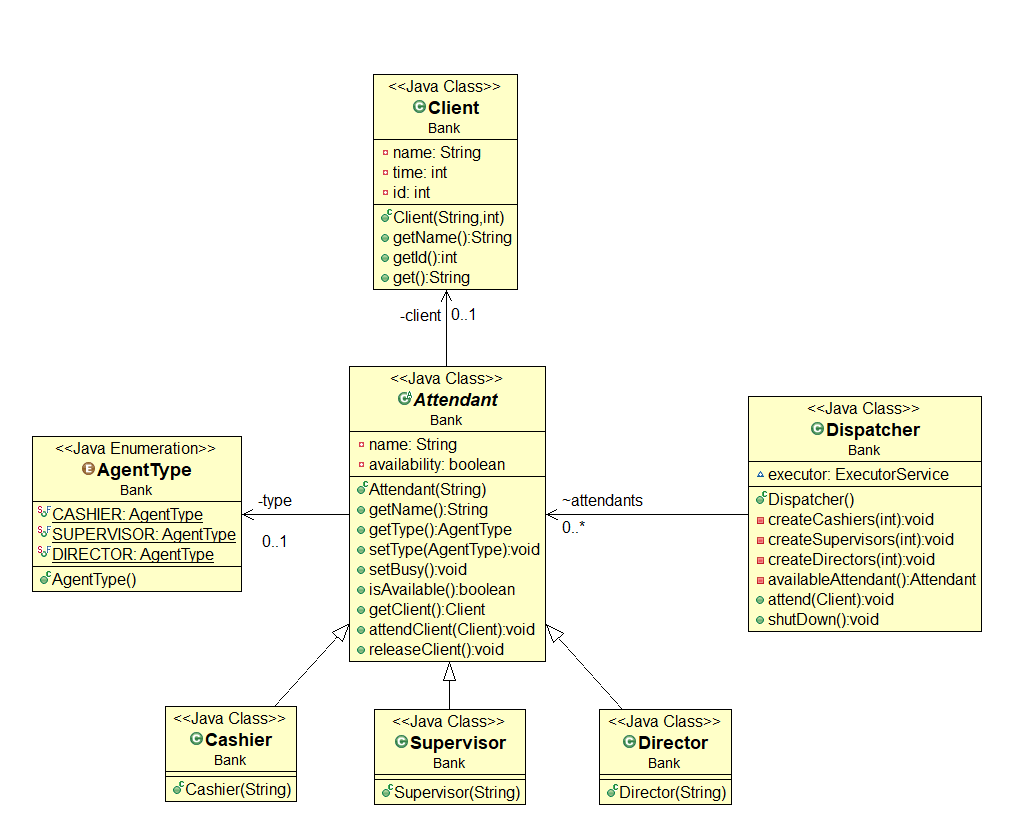 <<Java Class>>
Client
Bank
name: String
time: int
id: int
Client(String,int)
getName():String
getId():int
get():String
-client 0..1
<<Java Class>>
Attendant
Bank
name: String
availability: boolean
Attendant(String)
getName():String
getType():AgentType
setType(AgentType):void
setBusy():void
isAvailable():boolean
getClient():Client
attendClient(Client):void
releaseClient():void
<<Java Enumeration>>
AgentType
Bank
CASHIER: AgentType
SUPERVISOR: AgentType
DIRECTOR: AgentType
AgentType()
-type
0..1
~attendants
0..*
<<Java Class>>
Dispatcher
Bank
executor: ExecutorService
Dispatcher()
createCashiers(int):void
createSupervisors(int):void
createDirectors(int):void
availableAttendant():Attendant
attend(Client):void
shutDown():void
<<Java Class>>
Cashier
Bank
Cashier(String)
<<Java Class>>
Supervisor
Bank
Supervisor(String)
<<Java Class>>
Director
Bank
Director(String)